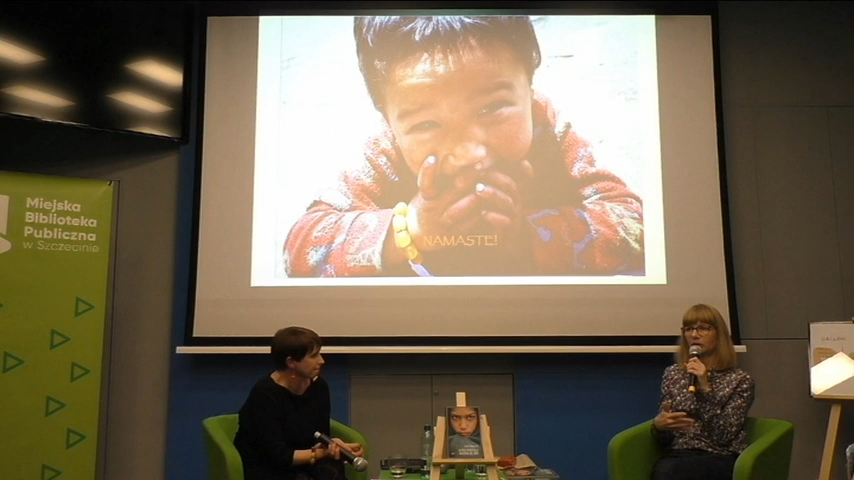 Miejska
Biblioteka
Publiczna
w Szczecinie
NAMASTE!